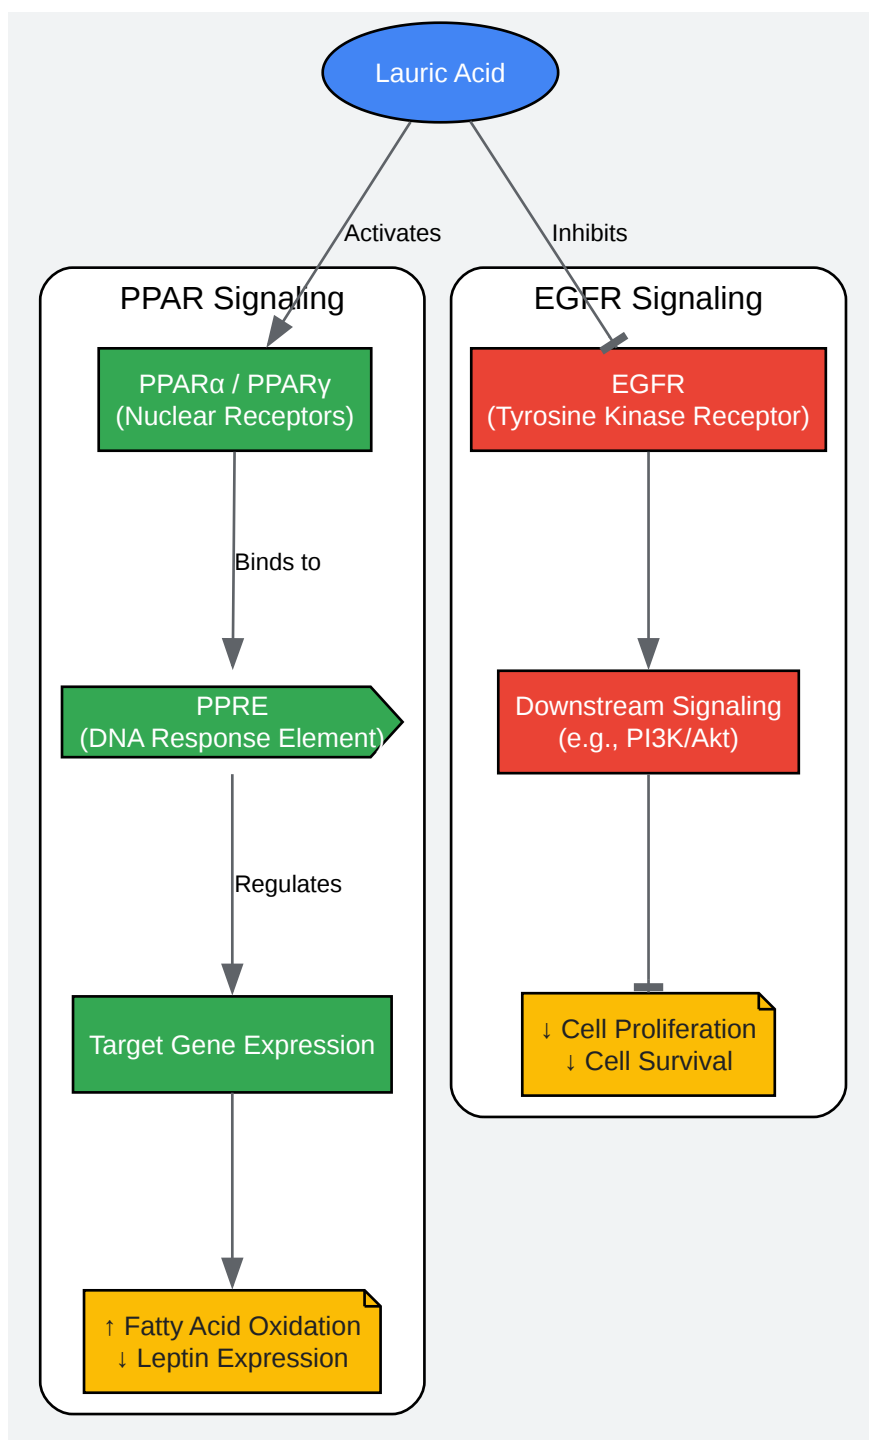 Lauric Acid
Activates
Inhibits
PPAR Signaling
PPARα / PPARγ
(Nuclear Receptors)
Binds to
PPRE
(DNA Response Element)
Regulates
Target Gene Expression
↑ Fatty Acid Oxidation
↓ Leptin Expression
EGFR Signaling
EGFR
(Tyrosine Kinase Receptor)
Downstream Signaling
(e.g., PI3K/Akt)
↓ Cell Proliferation
↓ Cell Survival